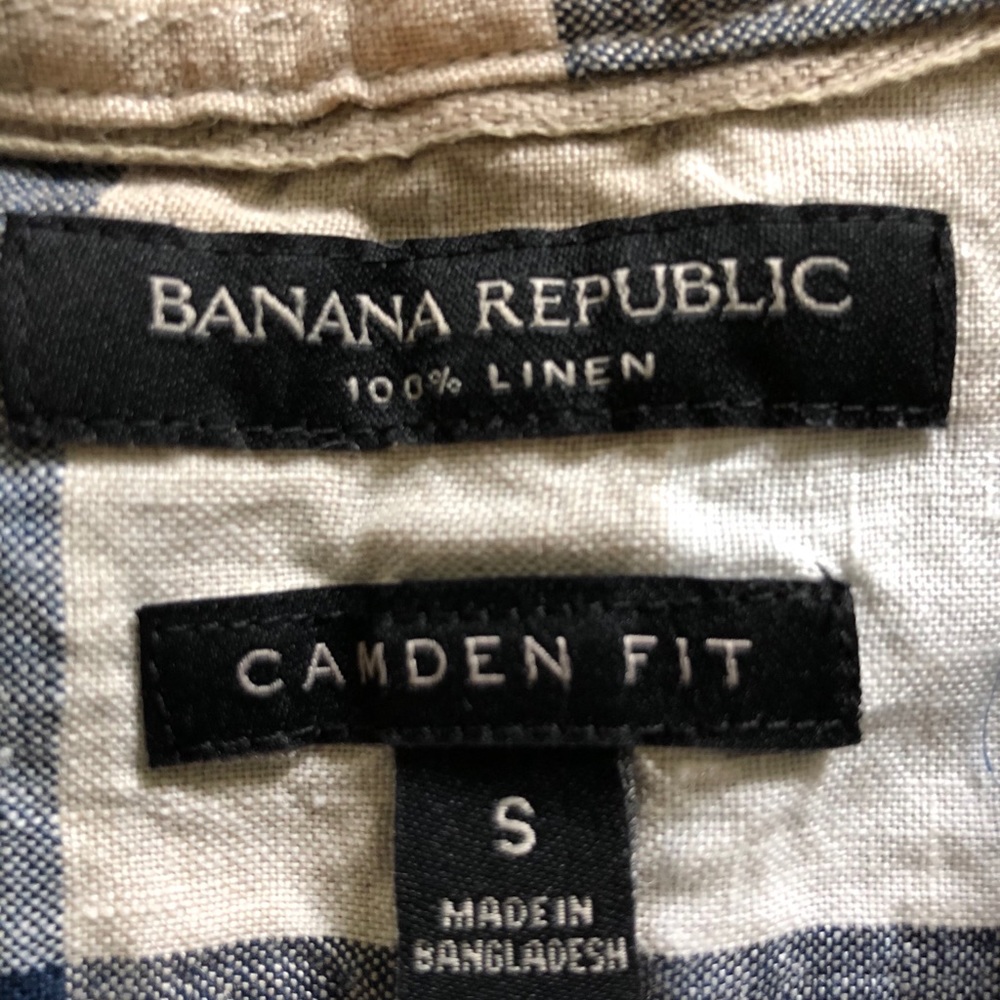 BANANA REPUBLIC
100% LINEN
CAMDEN FIT
S
MADE IN
BANGLADESH